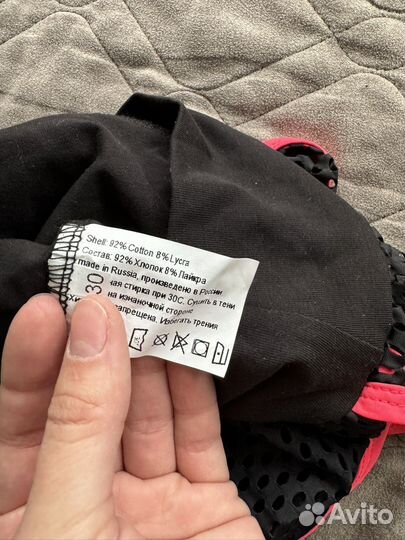 Shell: 92% Cotton 8% Lycra
Состав: 92% Хлопок 8% Лайкра
made in Russia, произведено в России
ная стирка при 30С. Сушить в тени
на изнаночной стороне
запрещена. Избегать трения
30
Avito